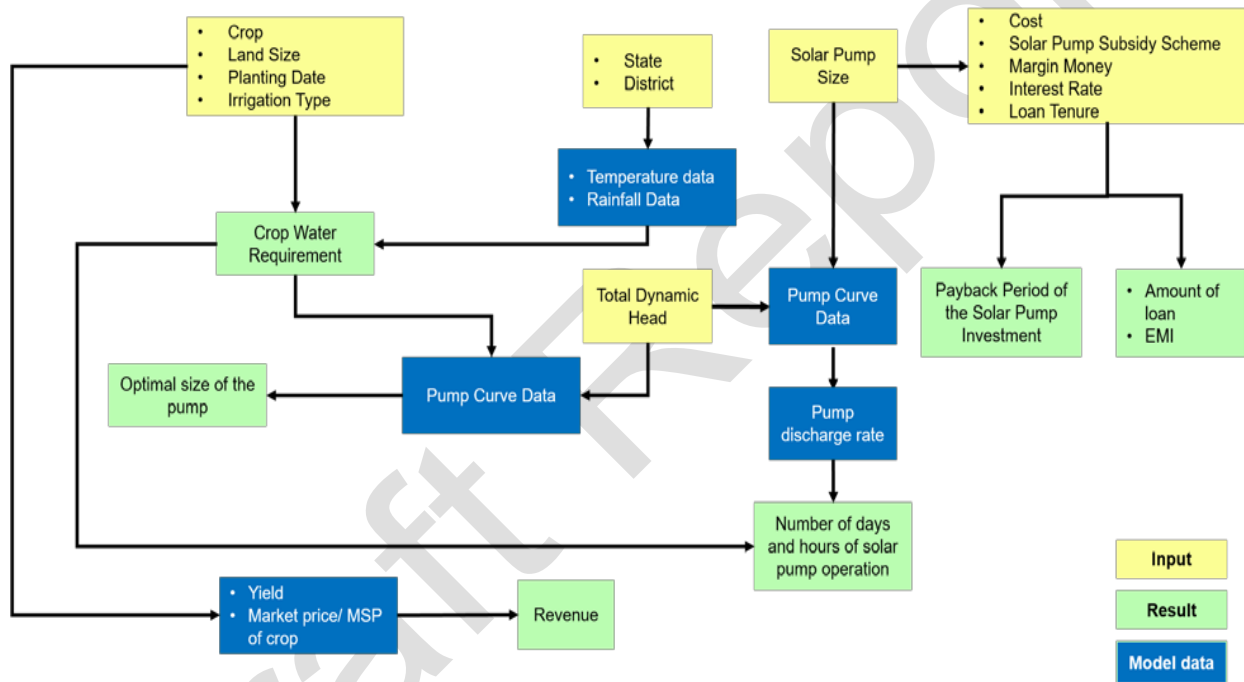 • Crop
• Land Size
• Planting Date
• Irrigation Type
• State
• District
Solar Pump
Size
• Cost
• Solar Pump Subsidy Scheme
• Margin Money
• Interest Rate
• Loan Tenure
• Temperature data
• Rainfall Data
Crop Water
Requirement
Total Dynamic
Head
Pump Curve
Data
Payback Period of
the Solar Pump
Investment
• Amount of
loan
• EMI
Optimal size of the
pump
Pump Curve Data
Pump
discharge rate
Number of days
and hours of solar
pump operation
• Yield
• Market price/ MSP
of crop
Revenue
Input
Result
Model data